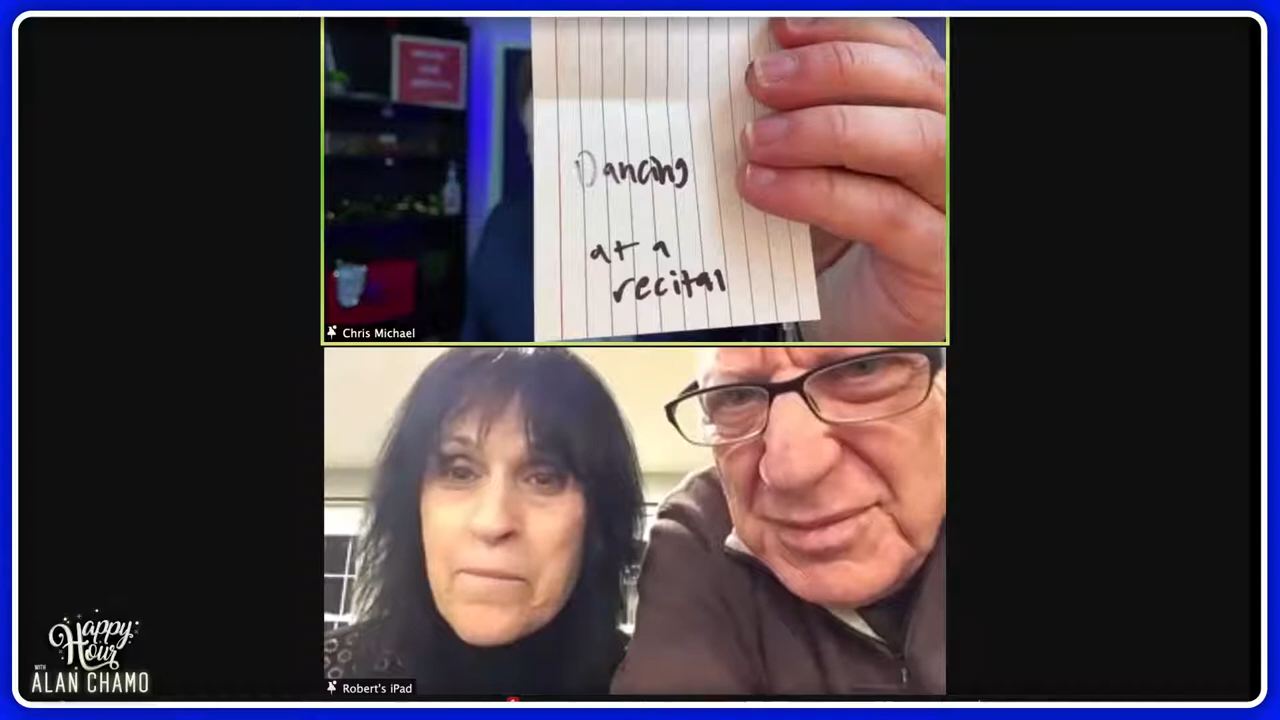 Dancing
at a
recital
Chris Michael
Robert's iPad
Happy
Hour
WITH
ALAN CHAMO